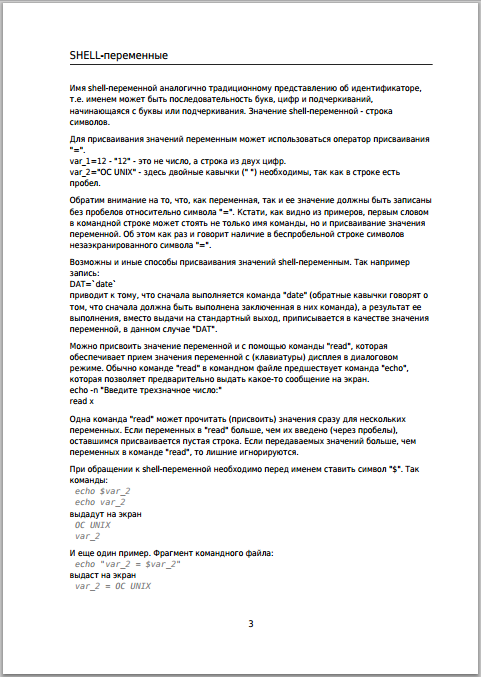 SHELL-переменные
Имя shell-переменной аналогично традиционному представлению об идентификаторе,
т.е. именем может быть последовательность букв, цифр и подчеркиваний,
начинающаяся с буквы или подчеркивания. Значение shell-переменной - строка
символов.
Для присваивания значений переменным может использоваться оператор присваивания
"=".
var_1=12 - "12" - это не число, а строка из двух цифр.
var_2="ОС UNIX" - здесь двойные кавычки (" ") необходимы, так как в строке есть
пробел.
Обратим внимание на то, что, как переменная, так и ее значение должны быть записаны
без пробелов относительно символа "=". Кстати, как видно из примеров, первым словом
в командной строке может стоять не только имя команды, но и присваивание значения
переменной. Об этом как раз и говорит наличие в беспробельной строке символов
незаэкранированного символа "=".
Возможны и иные способы присваивания значений shell-переменным. Так например
запись:
DAT=`date`
приводит к тому, что сначала выполняется команда "date" (обратные кавычки говорят о
том, что сначала должна быть выполнена заключенная в них команда), а результат ее
выполнения, вместо выдачи на стандартный выход, приписывается в качестве значения
переменной, в данном случае "DAT".
Можно присвоить значение переменной и с помощью команды "read", которая
обеспечивает прием значения переменной с (клавиатуры) дисплея в диалоговом
режиме. Обычно команде "read" в командном файле предшествует команда "echo",
которая позволяет предварительно выдать какое-то сообщение на экран.
echo -n "Введите трехзначное число:"
read x
Одна команда "read" может прочитать (присвоить) значения сразу для нескольких
переменных. Если переменных в "read" больше, чем их введено (через пробелы),
оставшимся присваивается пустая строка. Если передаваемых значений больше, чем
переменных в команде "read", то лишние игнорируются.
При обращении к shell-переменной необходимо перед именем ставить символ "$". Так
команды:
echo $var_2
echo var_2
выдадут на экран
ОС UNIX
var_2
И еще один пример. Фрагмент командного файла:
echo "var_2 = $var_2"
выдаст на экран
var_2 = ОС UNIX
3